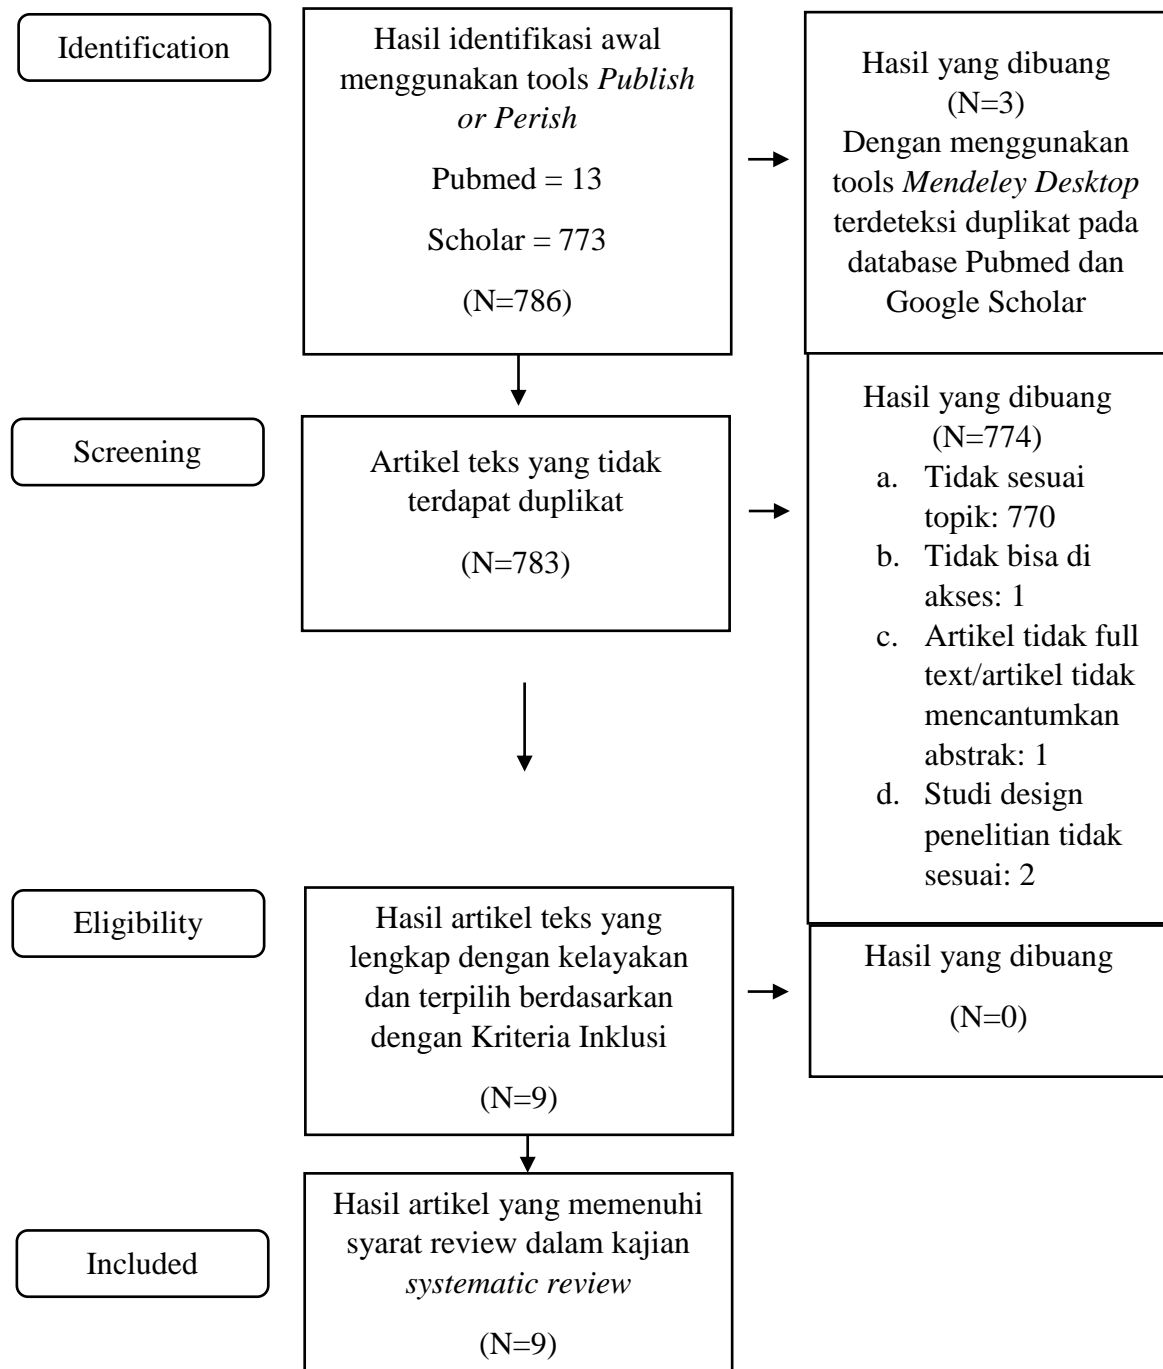 Identification
Hasil identifikasi awal
menggunakan tools Publish
or Perish
Pubmed = 13
Scholar = 773
(N=786)
Hasil yang dibuang
(N=3)
Dengan menggunakan
tools Mendeley Desktop
terdeteksi duplikat pada
database Pubmed dan
Google Scholar
Screening
Artikel teks yang tidak
terdapat duplikat
(N=783)
Hasil yang dibuang
(N=774)
a. Tidak sesuai
topik: 770
b. Tidak bisa di
akses: 1
c. Artikel tidak full
text/artikel tidak
mencantumkan
abstrak: 1
d. Studi design
penelitian tidak
sesuai: 2
Eligibility
Hasil artikel teks yang
lengkap dengan kelayakan
dan terpilih berdasarkan
dengan Kriteria Inklusi
(N=9)
Hasil yang dibuang
(N=0)
Included
Hasil artikel yang memenuhi
syarat review dalam kajian
systematic review
(N=9)